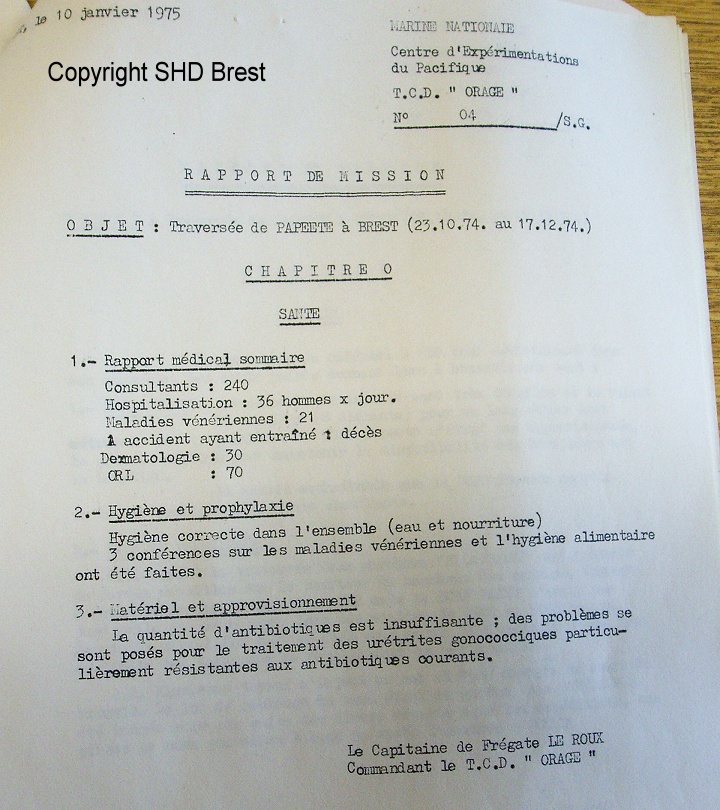 le 10 janvier 1975
Copyright SHD Brest
MARINE NATIONALE
Centre d'Expérimentations
du Pacifique
T.C.D. " ORAGE "
N° 04 /S.G.
RAPPORT DE MISSION
OBJET : Traversée de PAPEETE à BREST (23.10.74. au 17.12.74.)
CHAPITRE O
SANTE
1.- Rapport médical sommaire
Consultants : 240
Hospitalisation : 36 hommes x jour.
Maladies vénériennes : 21
1 accident ayant entraîné 1 décès
Dermatologie : 30
ORL : 70
2.- Hygiène et prophylaxie
Hygiène correcte dans l'ensemble (eau et nourriture)
3 conférences sur les maladies vénériennes et l'hygiène alimentaire
ont été faites.
3.- Matériel et approvisionnement
La quantité d'antibiotiques est insuffisante ; des problèmes se
sont posés pour le traitement des urétrites gonococciques particu-
lièrement résistantes aux antibiotiques courants.
Le Capitaine de Frégate LE ROUX
Commandant le T.C.D. " ORAGE "